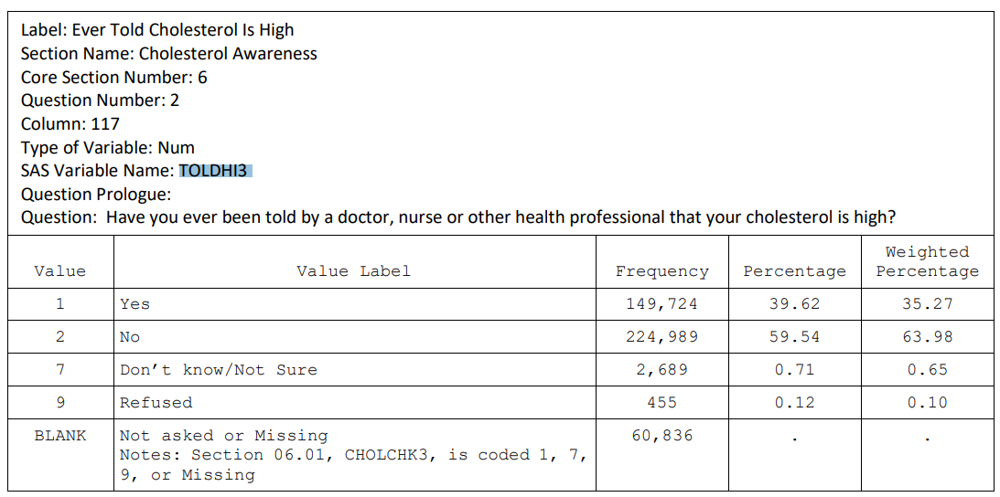 Label: Ever Told Cholesterol Is High
Section Name: Cholesterol Awareness
Core Section Number: 6
Question Number: 2
Column: 117
Type of Variable: Num
SAS Variable Name: TOLDHI3
Question Prologue:
Question:  Have you ever been told by a doctor, nurse or other health professional that your cholesterol is high?
Value Value Label Frequency Percentage Weighted Percentage
1 Yes 149,724 39.62 35.27
2 No 224,989 59.54 63.98
7 Don’t know/Not Sure 2,689 0.71 0.65
9 Refused 455 0.12 0.10
BLANK Not asked or Missing 60,836 . .
Notes: Section 06.01, CHOLCHK3, is coded 1, 7,
9, or Missing